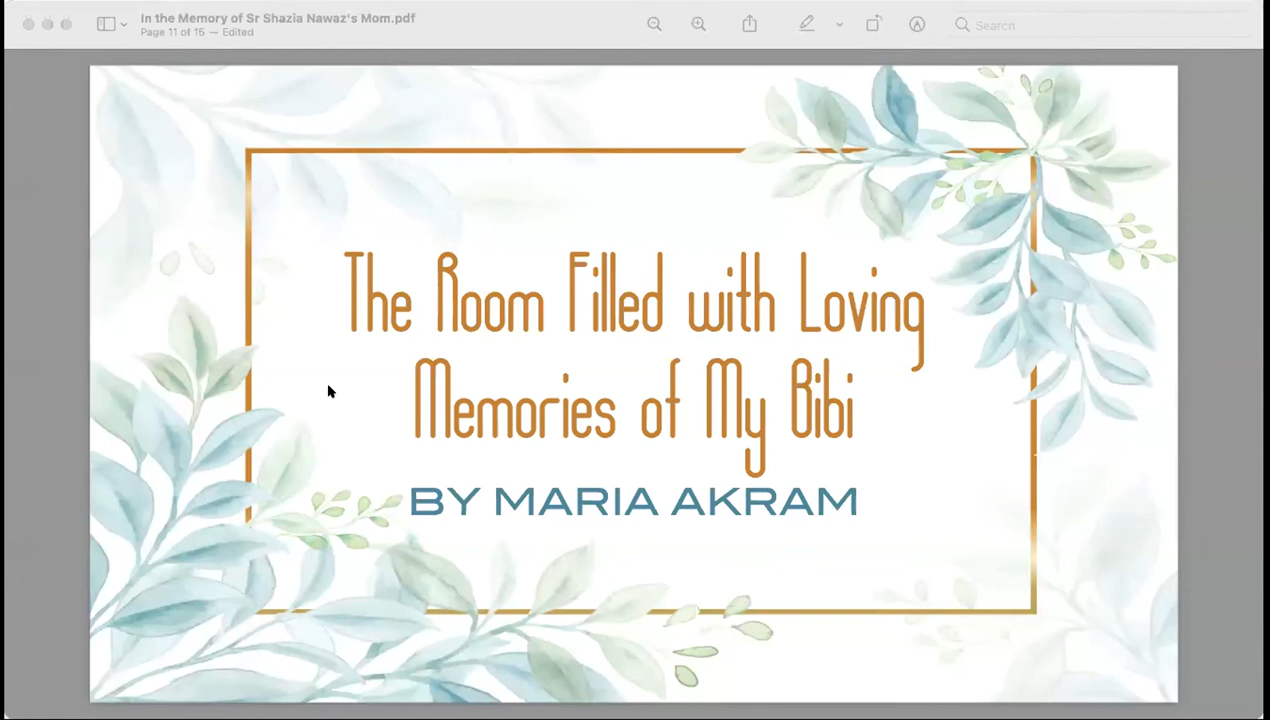 In the Memory of Sr Shazia Nawaz's Mom.pdf
Page 11 of 15 — Edited
Search
The Room Filled with Loving
Memories of My Bibi
BY MARIA AKRAM